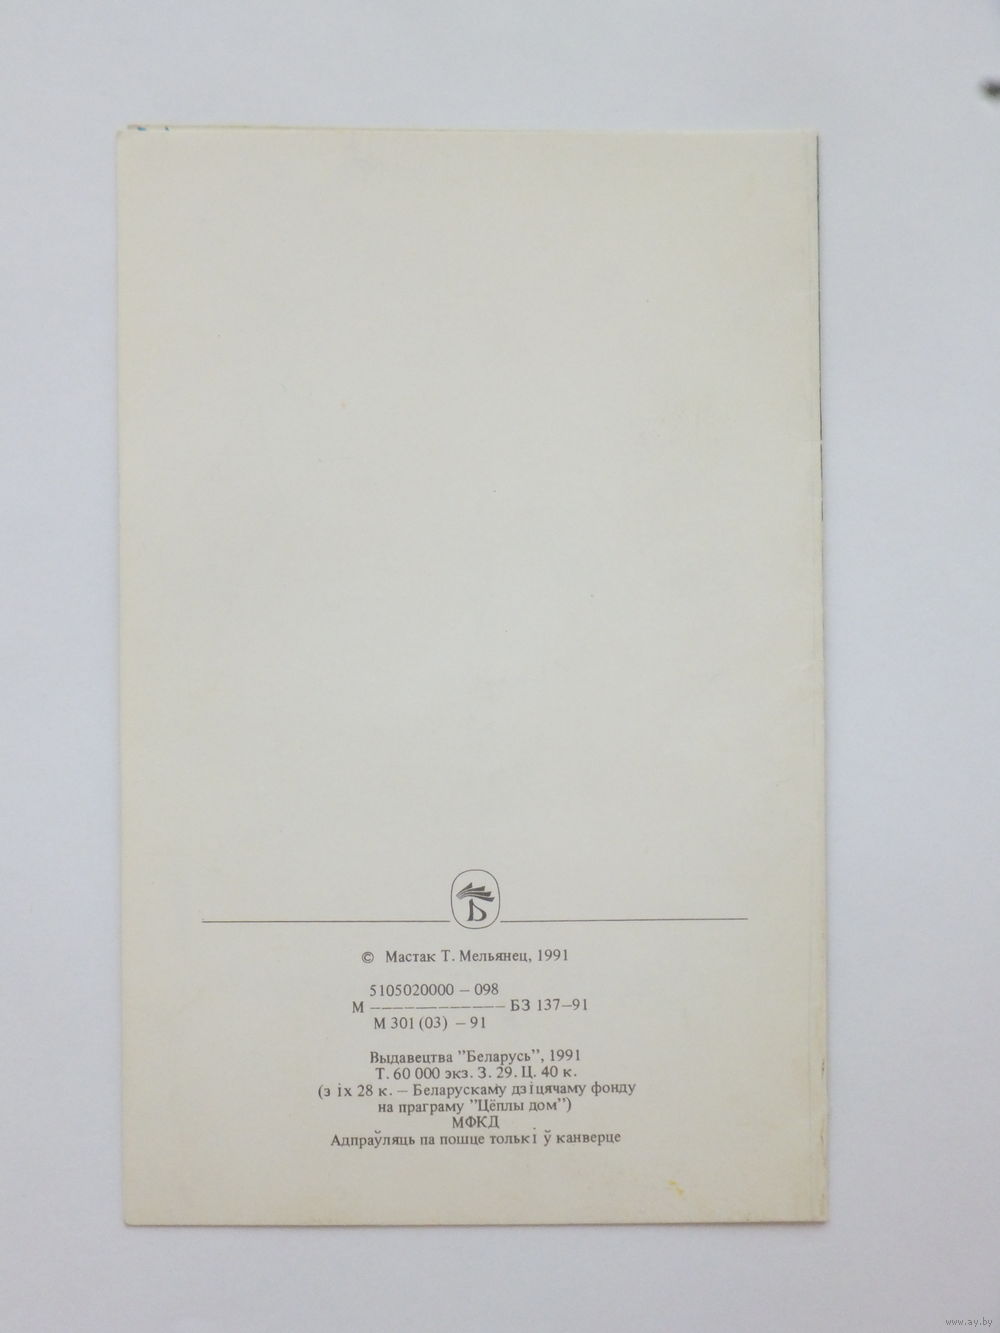 © Мастак Т. Мельянец, 1991
5105020000 – 098
М ––––––––––––– БЗ 137–91
М 301 (03) – 91
Выдавецтва "Беларусь", 1991
Т. 60 000 экз. З. 29. Ц. 40 к.
(з іх 28 к. – Беларускаму дзіцячаму фонду
на праграму "Цёплы дом")
МФКД
Адпраўляць па пошце толькі ў канверце
www.ay.by